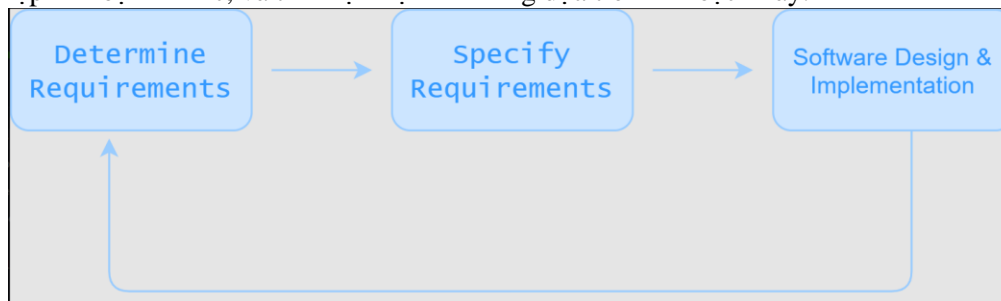 Determine
Requirements
Specify
Requirements
Software Design &
Implementation